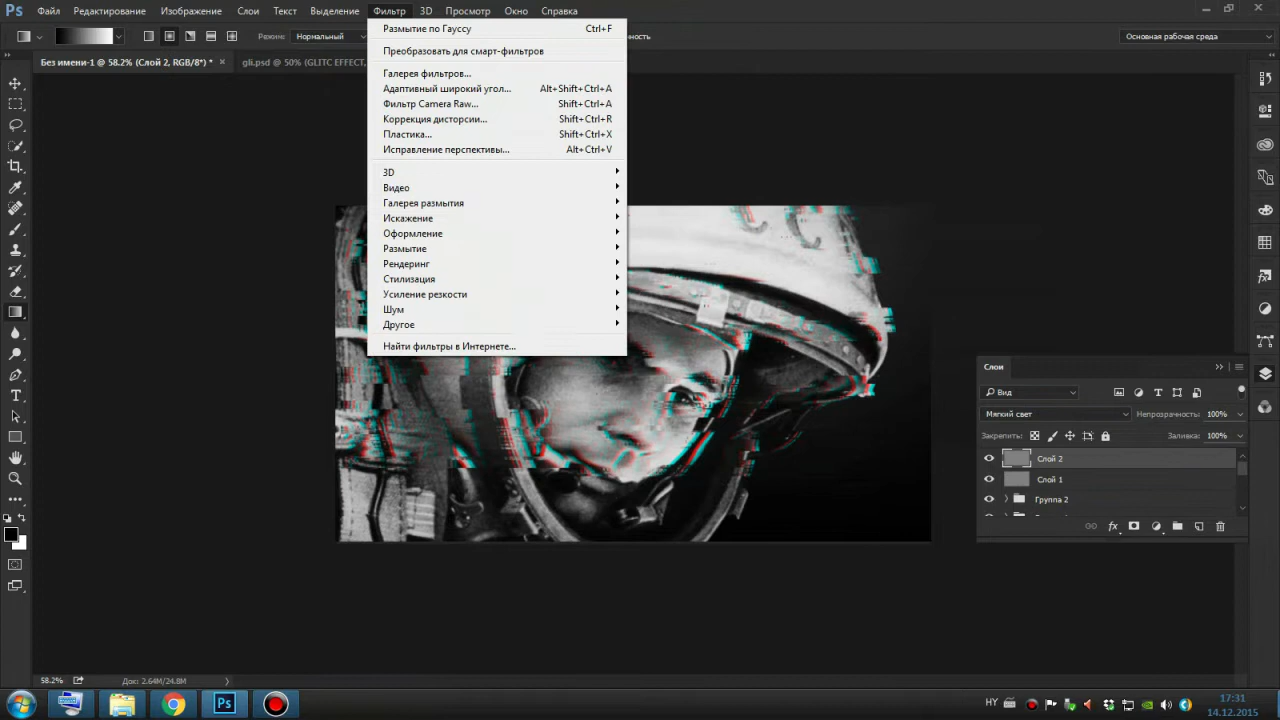 Ps Файл Редактирование Изображение Слои Текст Выделение Фильтр 3D Просмотр Окно Справка
Режим: Нормальный Основная рабочая среда
Без имени-1 @ 58.2% (Слой 2, RGB/8*) * × gli.psd @ 50% (GLITC EFFECT,
Размытие по Гауссу Ctrl+F
Преобразовать для смарт-фильтров
Галерея фильтров...
Адаптивный широкий угол... Alt+Shift+Ctrl+A
Фильтр Camera Raw... Shift+Ctrl+A
Коррекция дисторсии... Shift+Ctrl+R
Пластика... Shift+Ctrl+X
Исправление перспективы... Alt+Ctrl+V
3D
Видео
Галерея размытия
Искажение
Оформление
Размытие
Рендеринг
Стилизация
Усиление резкости
Шум
Другое
Найти фильтры в Интернете...
Слои
Вид
Мягкий свет Непрозрачность: 100%
Закрепить: Заливка: 100%
Слой 2
Слой 1
Группа 2
58.2% Док: 2.64M/24.8M
Ps HY 17:31
14.12.2015